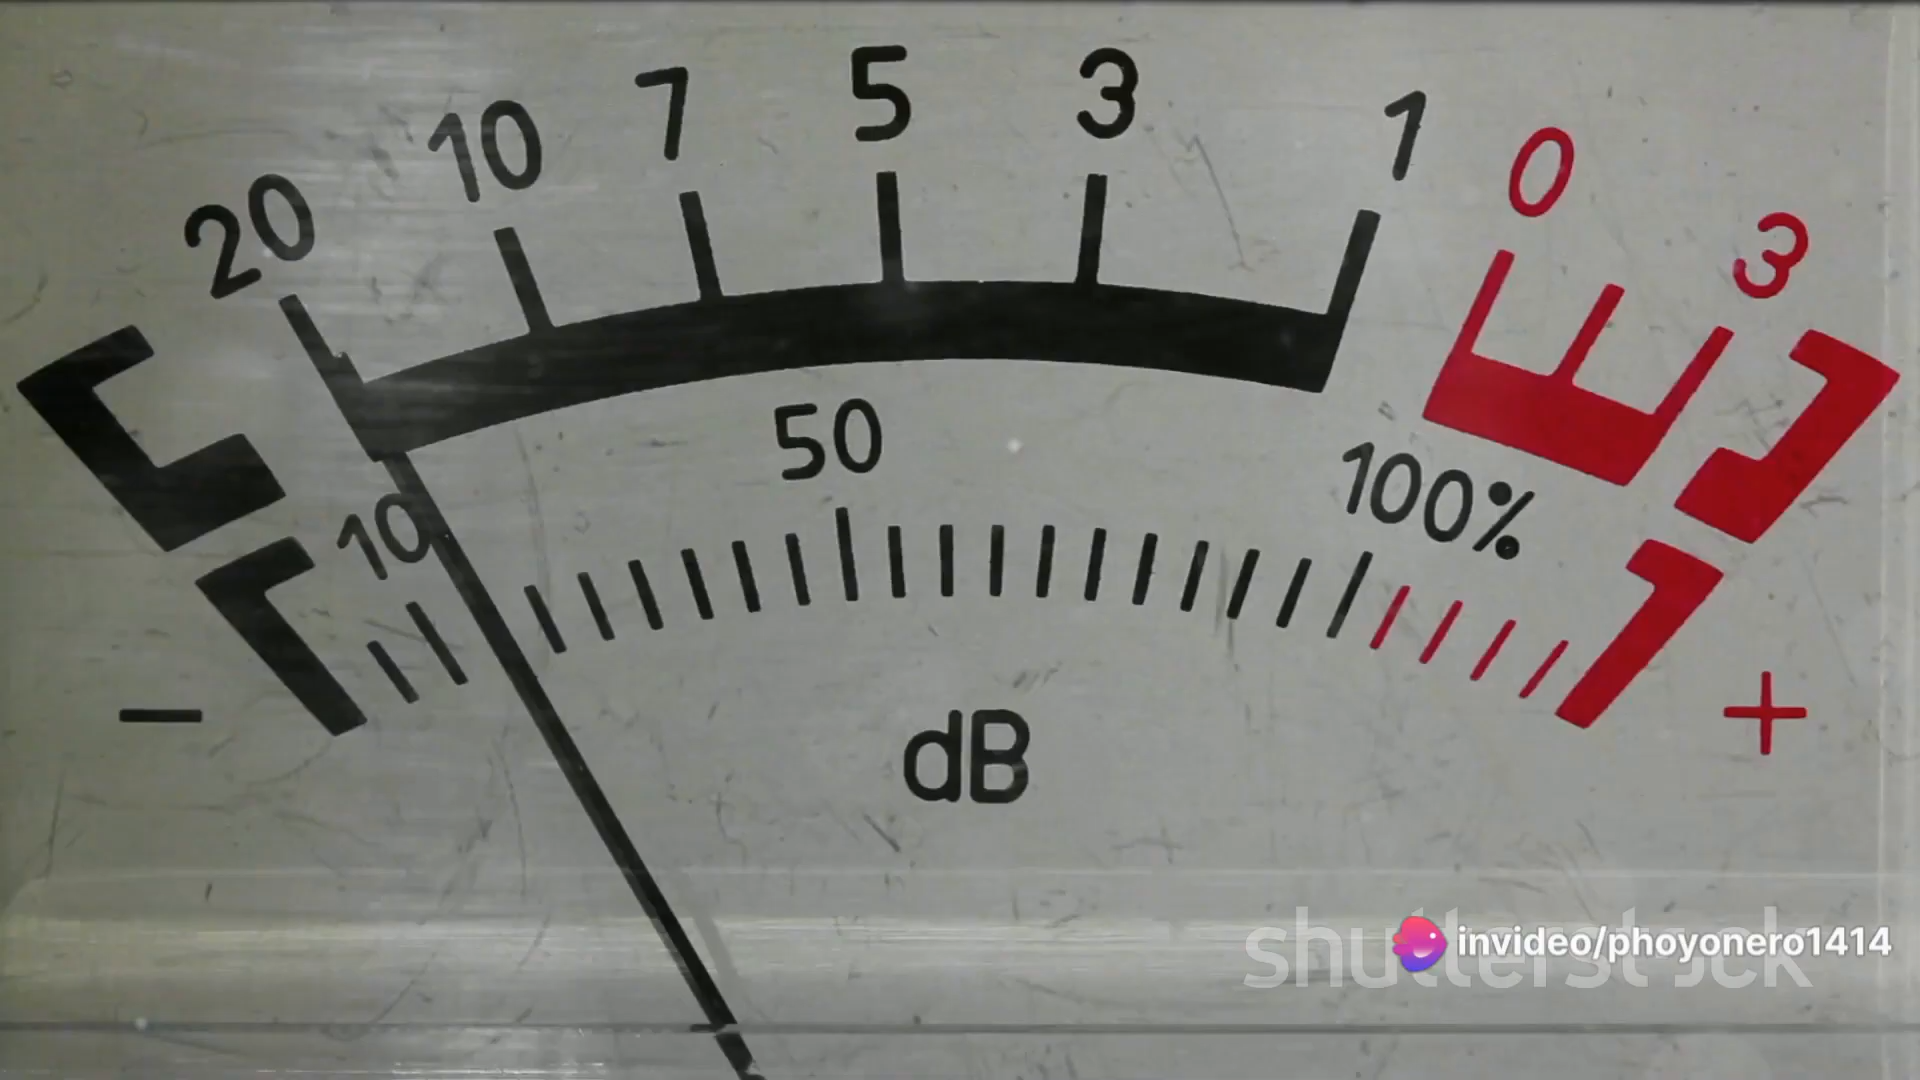 20 10 7 5 3 1 0 3
10 50 100%
- +
dB
shutterstock
invideo/phoyonero1414